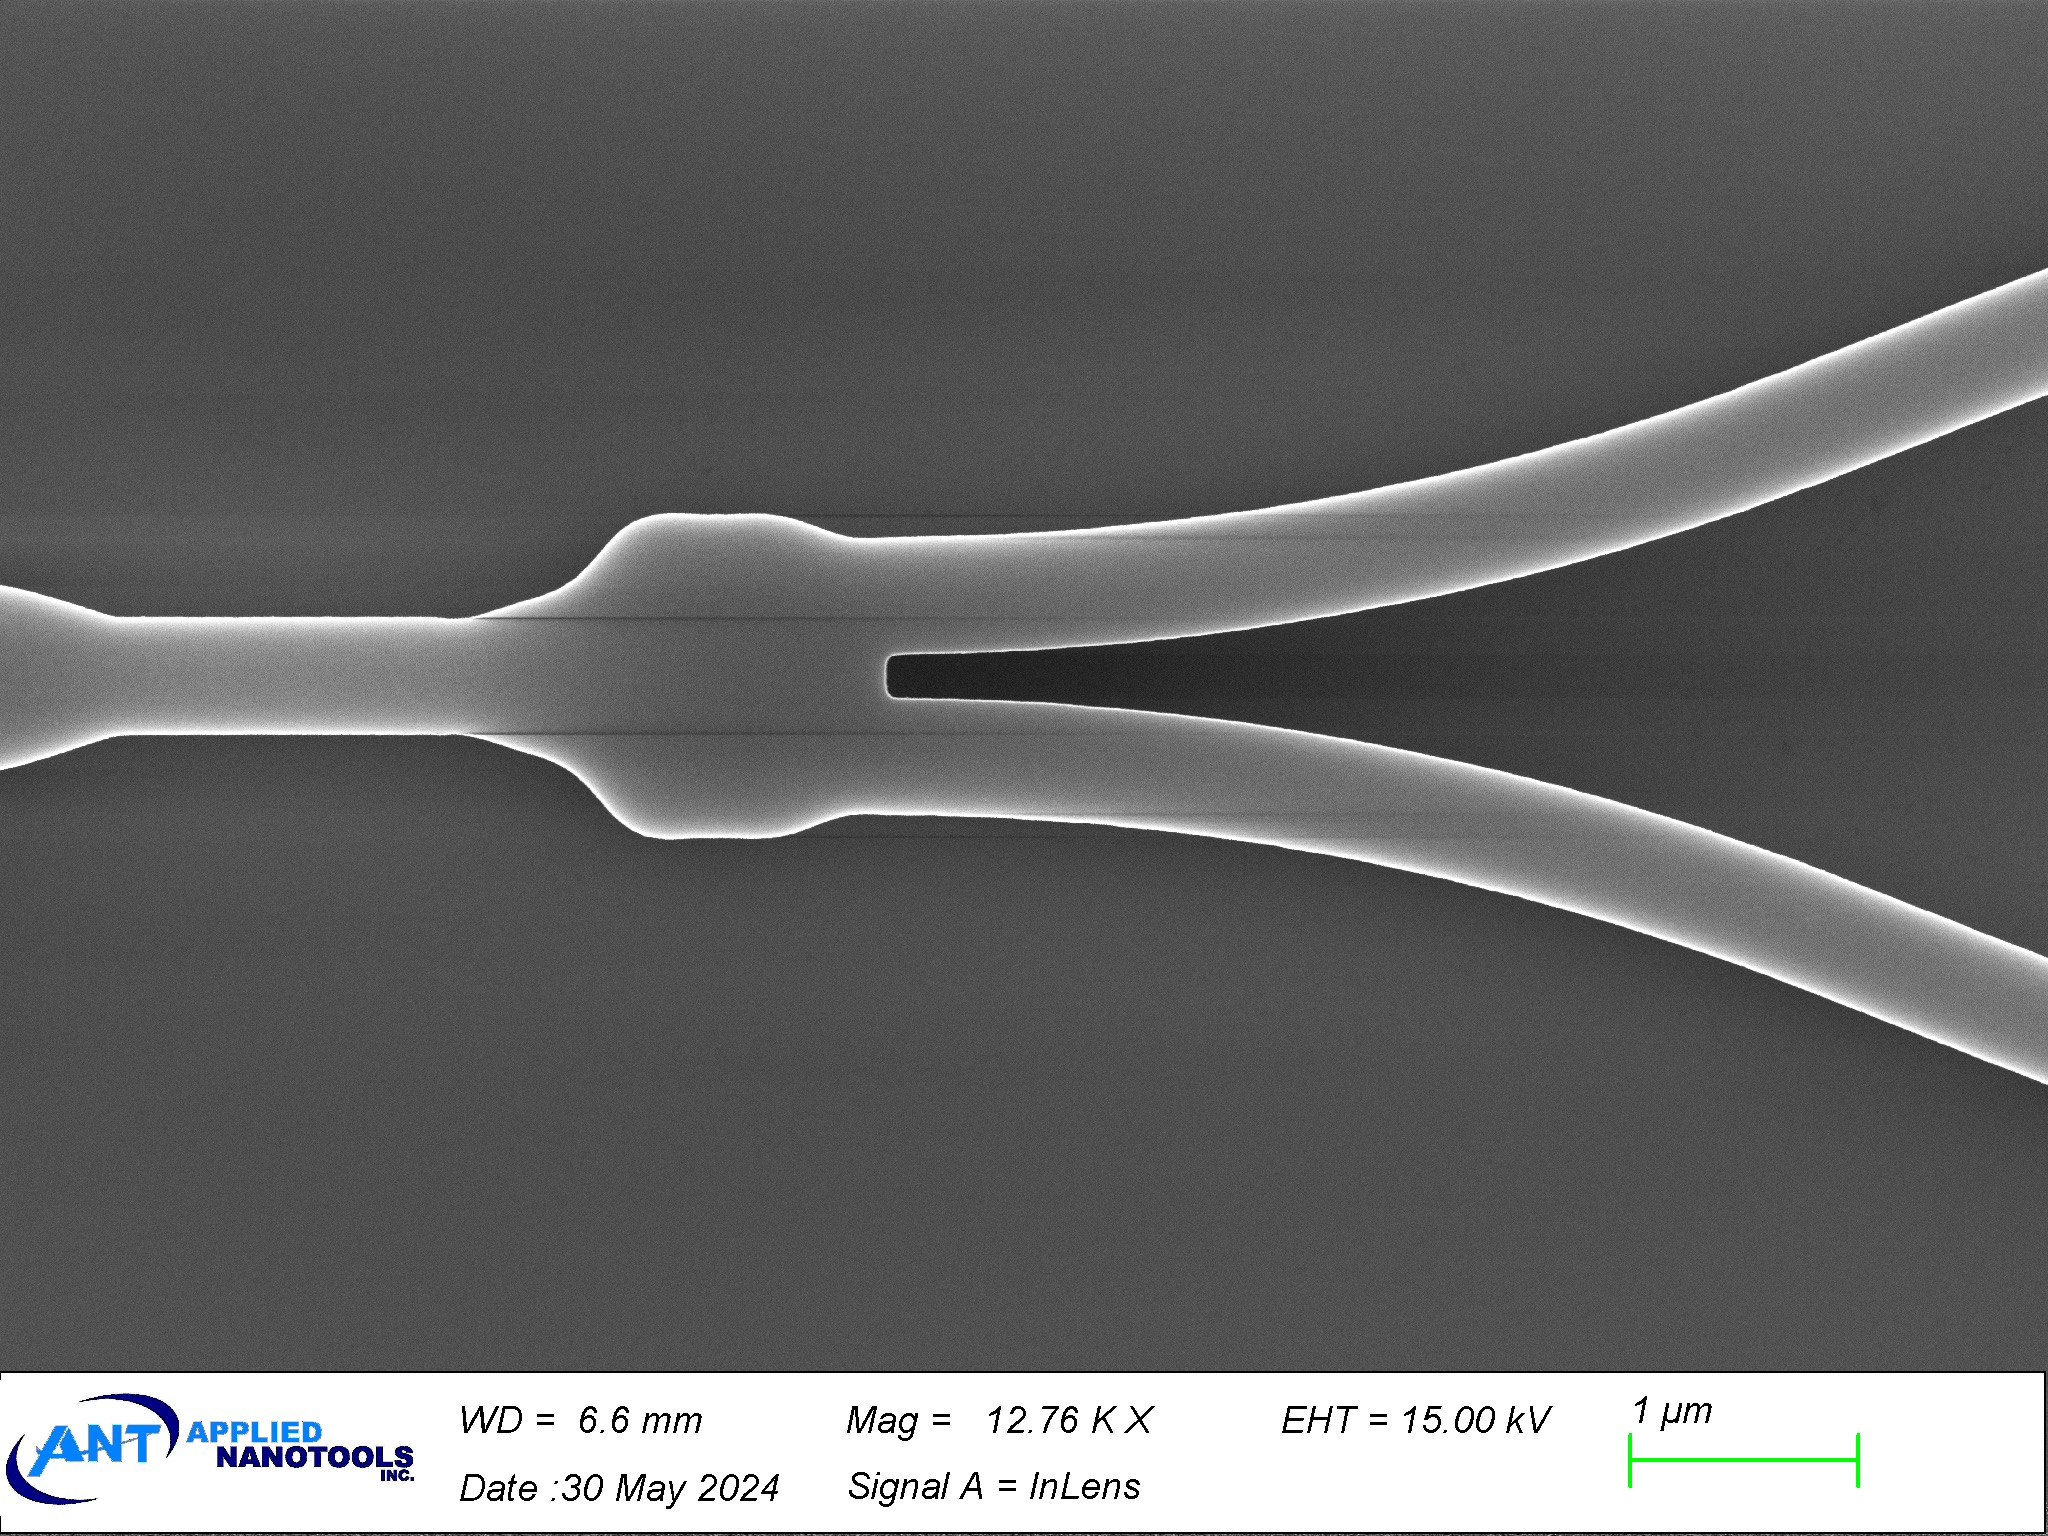 ANT APPLIED
NANOTOOLS
INC.
WD = 6.6 mm Mag = 12.76 K X EHT = 15.00 kV 1 µm
Date :30 May 2024 Signal A = InLens